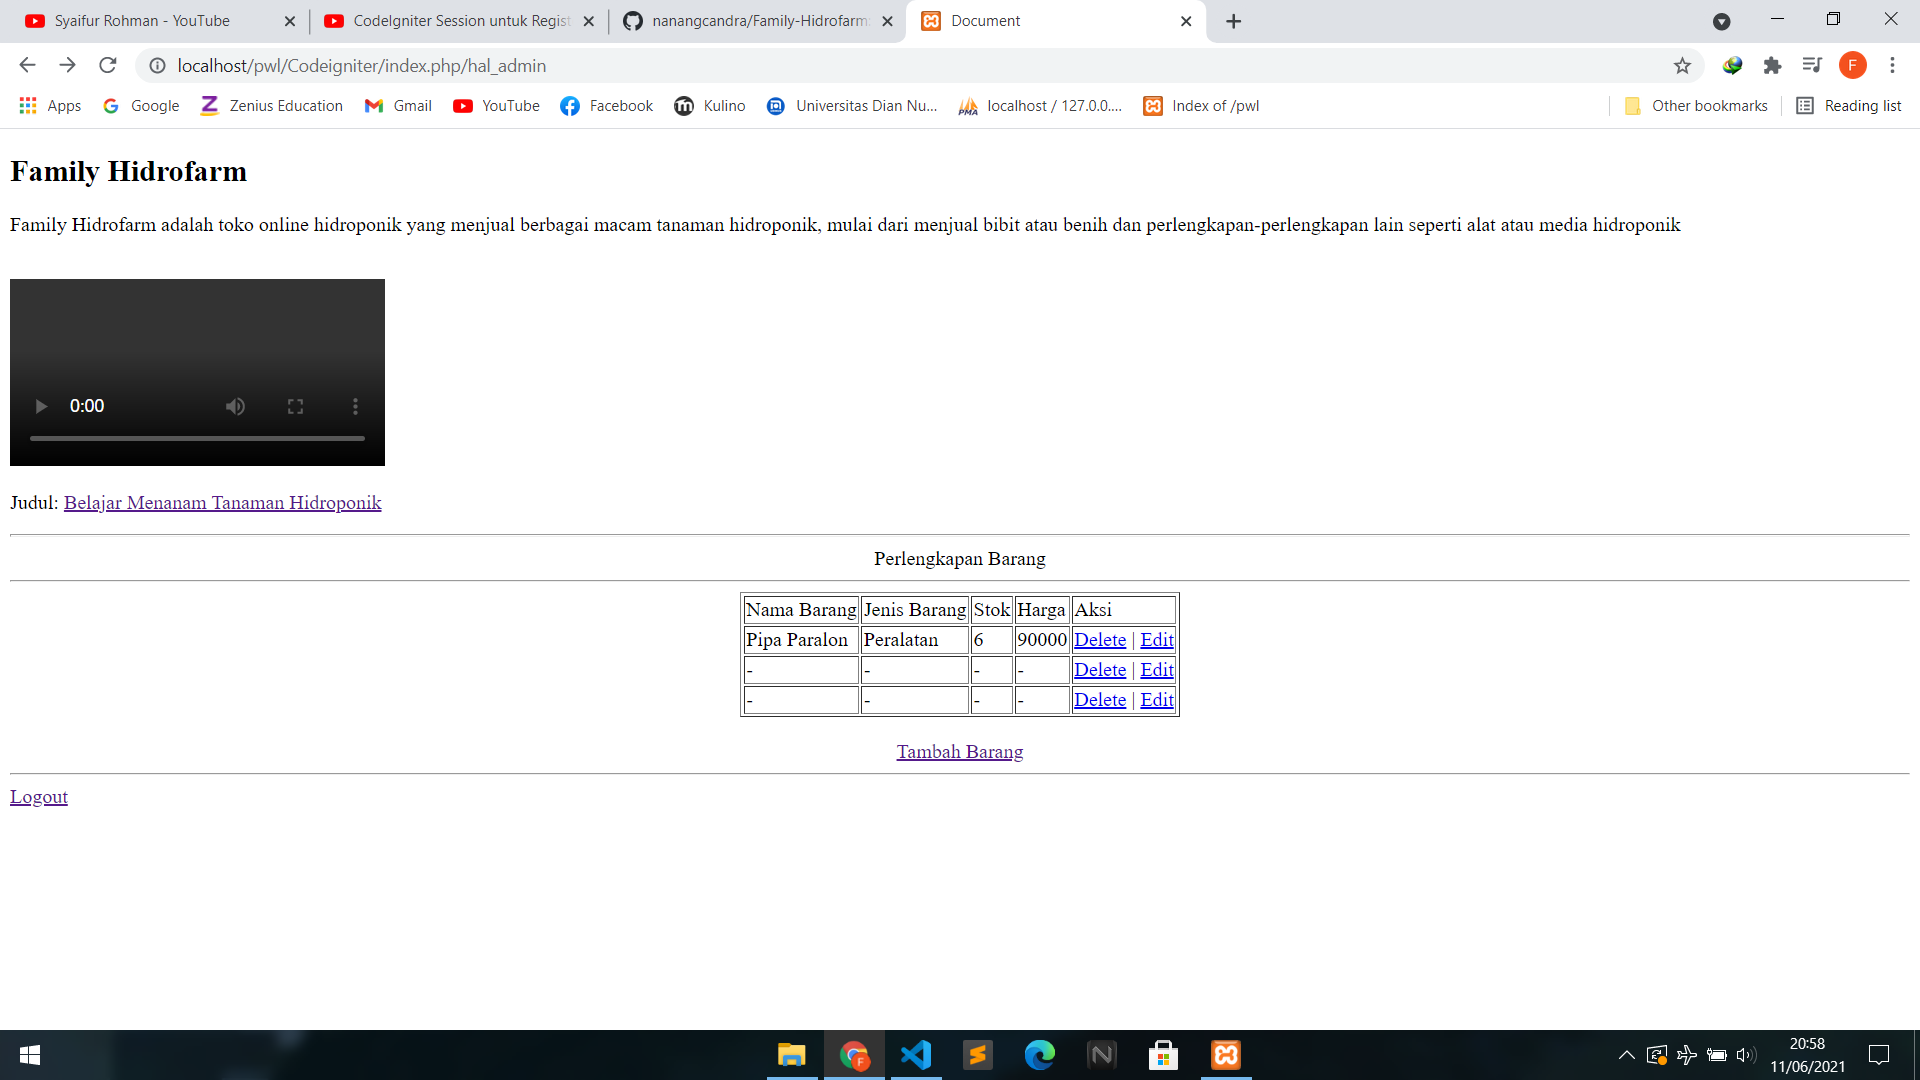 Syaifur Rohman - YouTube
CodeIgniter Session untuk Regist
nanangcandra/Family-Hidrofarm
Document
localhost/pwl/Codeigniter/index.php/hal_admin
F
Apps
Google
Zenius Education
Gmail
YouTube
Facebook
Kulino
Universitas Dian Nu...
localhost / 127.0.0....
Index of /pwl
Other bookmarks
Reading list
Family Hidrofarm
Family Hidrofarm adalah toko online hidroponik yang menjual berbagai macam tanaman hidroponik, mulai dari menjual bibit atau benih dan perlengkapan-perlengkapan lain seperti alat atau media hidroponik
0:00
Judul: Belajar Menanam Tanaman Hidroponik
Perlengkapan Barang
Nama Barang Jenis Barang Stok Harga Aksi
Pipa Paralon Peralatan 6 90000 Delete | Edit
- - - - Delete | Edit
- - - - Delete | Edit
Tambah Barang
Logout
20:58
11/06/2021